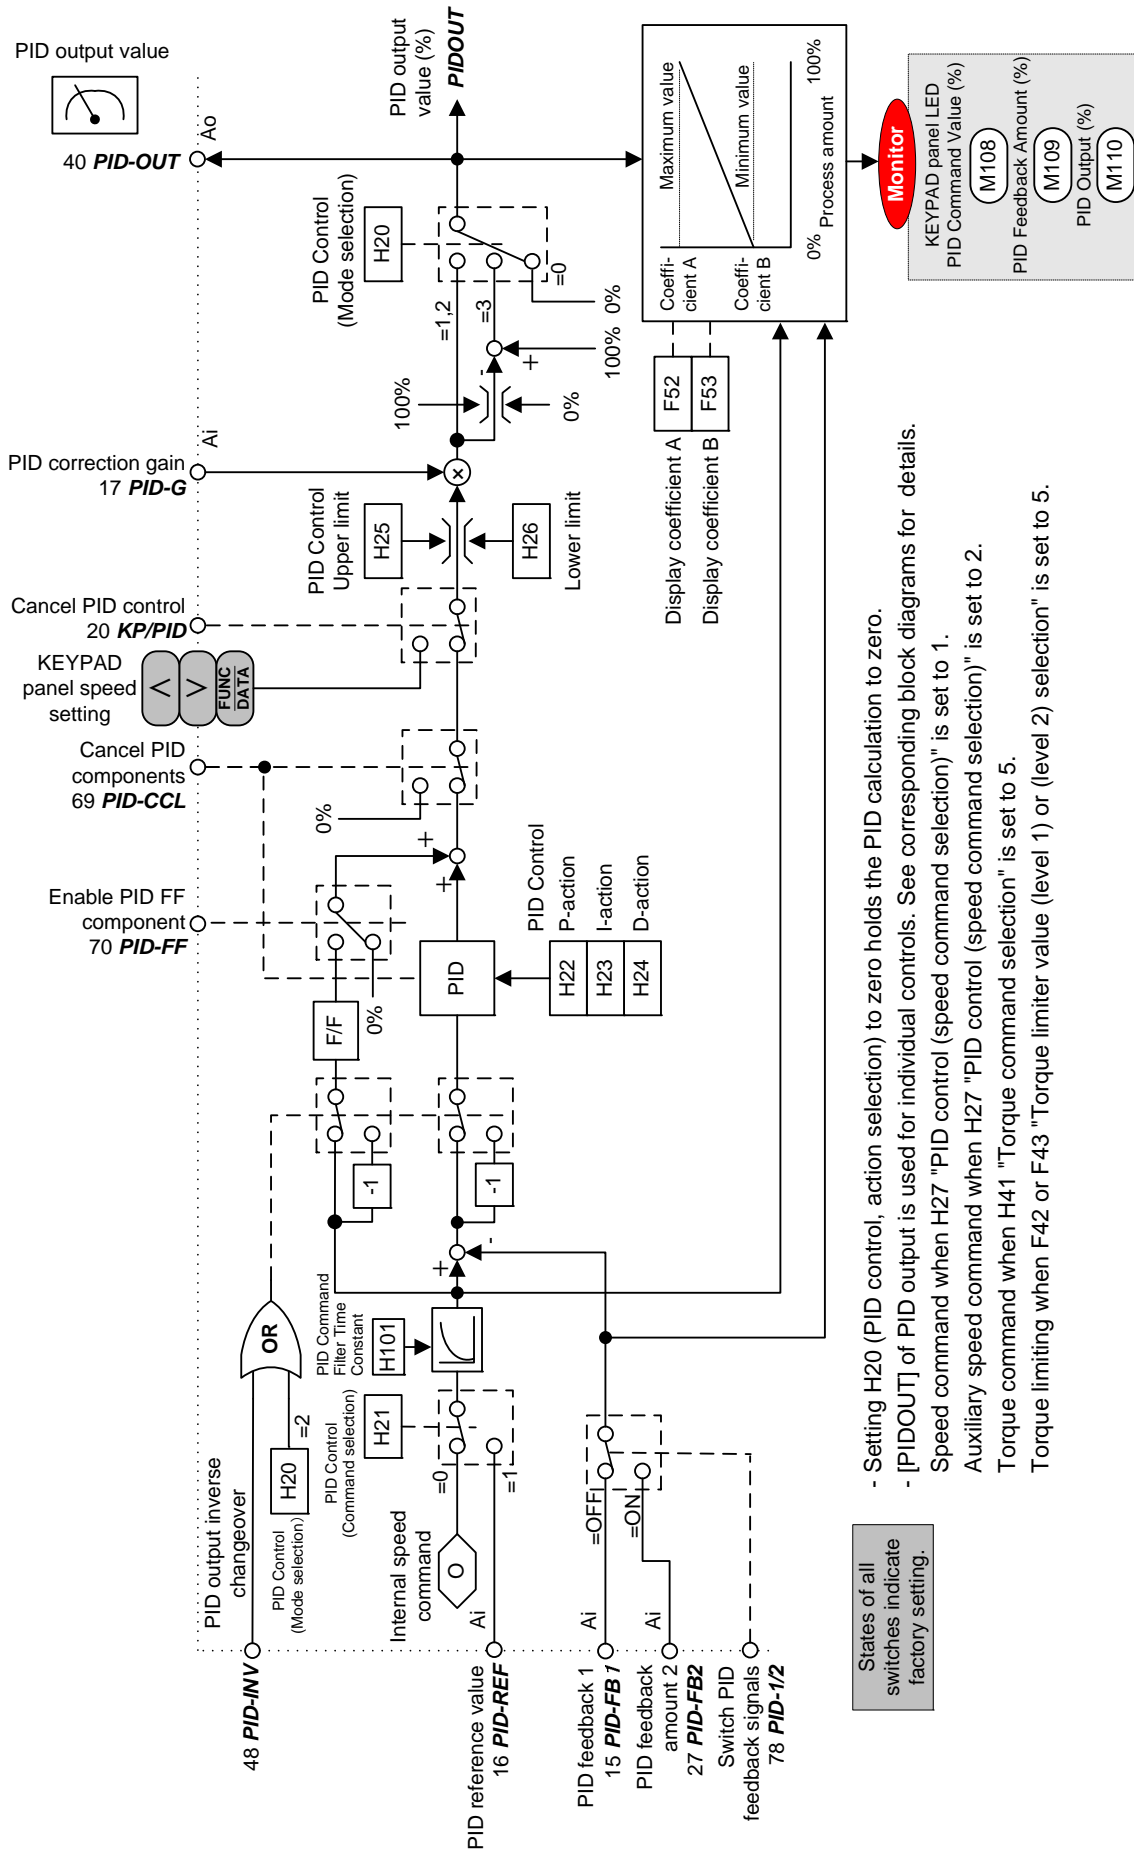 PID output value
40 PID-OUT
Ao
PID output
value (%)
PIDOUT
PID Control
(Mode selection)
H20
=1,2
=3
=0
0%
100%
+
-
100%
0%
Ai
PID correction gain
17 PID-G
×
PID Control
Upper limit
H25
H26
Lower limit
Cancel PID control
20 KP/PID
KEYPAD
panel speed
setting
∧
∨
FUNC
DATA
Cancel PID
components
69 PID-CCL
0%
+
+
Enable PID FF
component
70 PID-FF
F/F
0%
PID
PID Control
H22 P-action
H23 I-action
H24 D-action
-1
-1
+
-
OR
PID output inverse
changeover
48 PID-INV
H20
=2
PID Control
(Mode selection)
PID Command
Filter Time
Constant
H101
PID Control
(Command selection)
H21
=0
=1
Internal speed
command
O
Ai
PID reference value
16 PID-REF
=OFF
=ON
Ai
PID feedback 1
15 PID-FB1
Ai
PID feedback
amount 2
27 PID-FB2
Switch PID
feedback signals
78 PID-1/2
Display coefficient A
F52
Display coefficient B
F53
Coeffi-
cient A
Coeffi-
cient B
Maximum value
Minimum value
0%
Process amount
100%
Monitor
KEYPAD panel LED
PID Command Value (%)
M108
PID Feedback Amount (%)
M109
PID Output (%)
M110
States of all
switches indicate
factory setting.
- Setting H20 (PID control, action selection) to zero holds the PID calculation to zero.
- [PIDOUT] of PID output is used for individual controls. See corresponding block diagrams for details.
Speed command when H27 "PID control (speed command selection)" is set to 1.
Auxiliary speed command when H27 "PID control (speed command selection)" is set to 2.
Torque command when H41 "Torque command selection" is set to 5.
Torque limiting when F42 or F43 "Torque limiter value (level 1) or (level 2) selection" is set to 5.